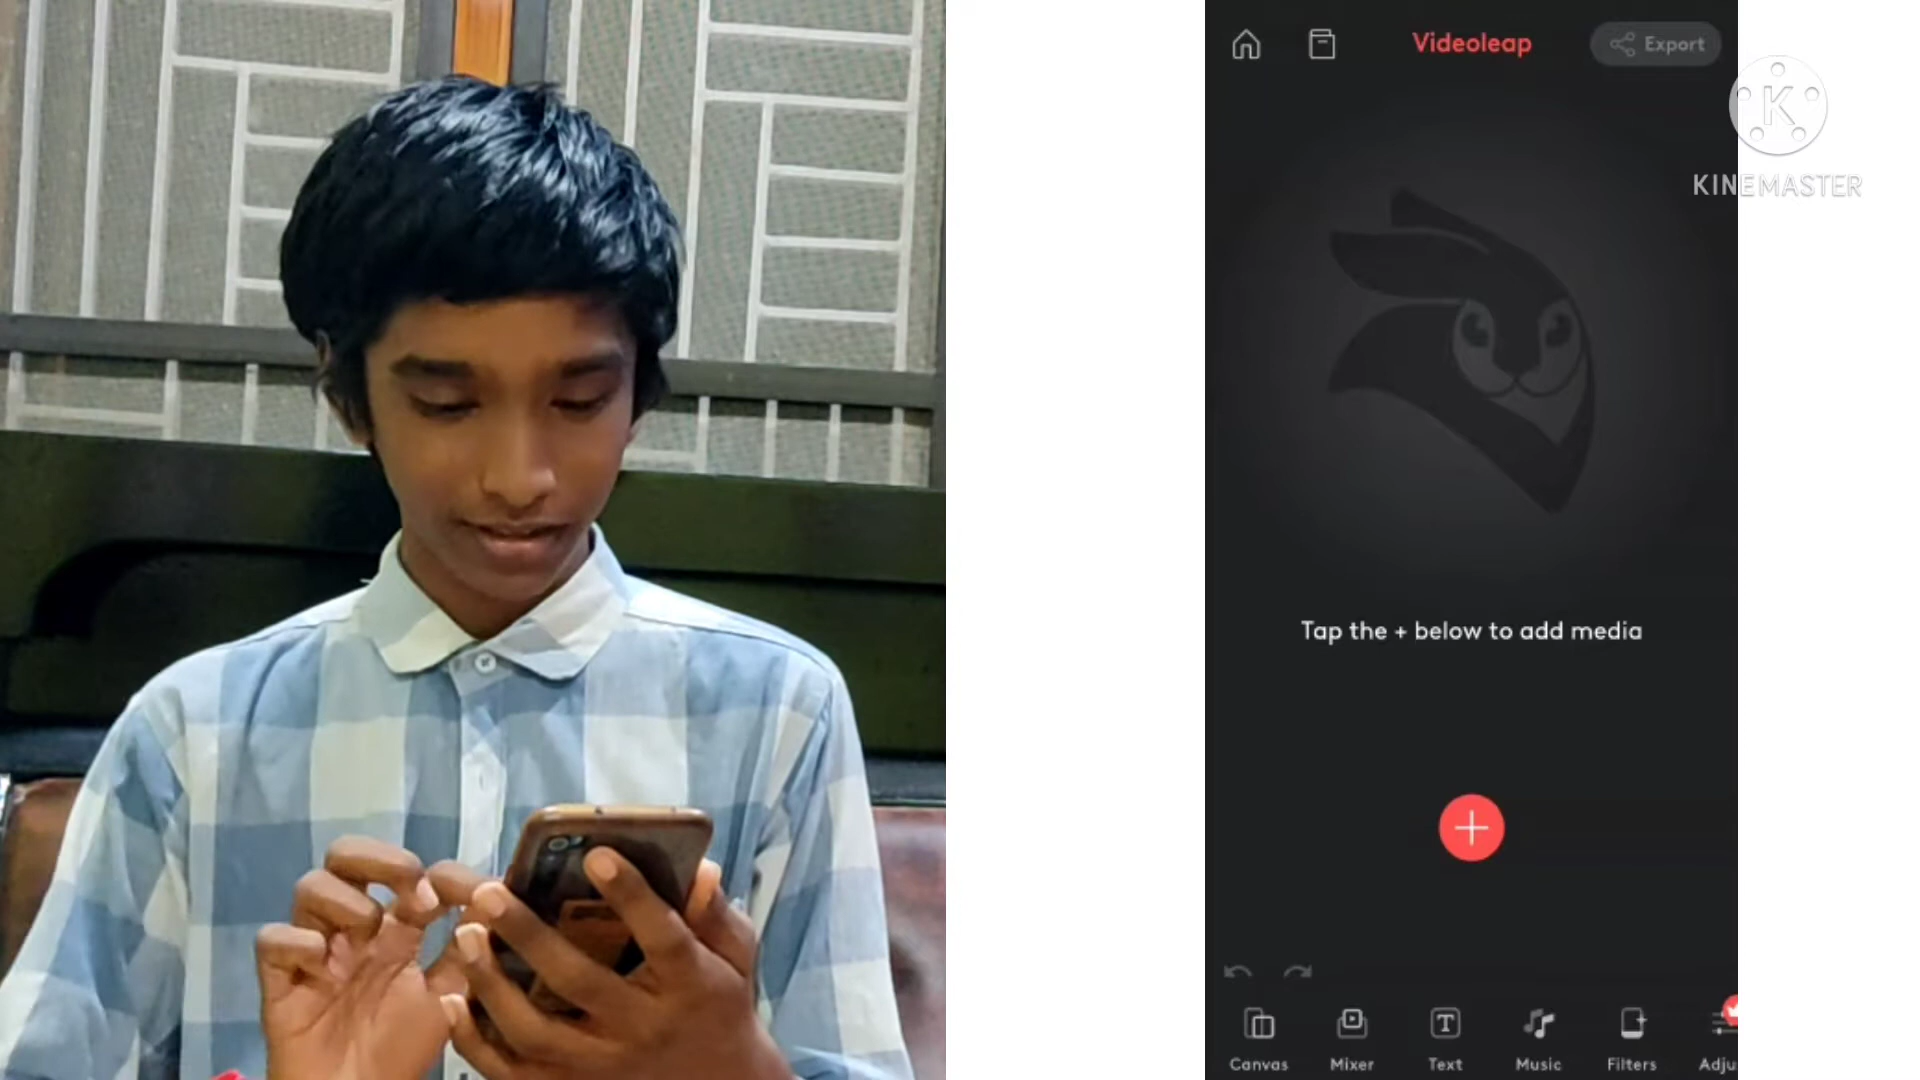 Videoleap
Export
K
KINEMASTER
Tap the + below to add media
Canvas
Mixer
Text
Music
Filters
Adju